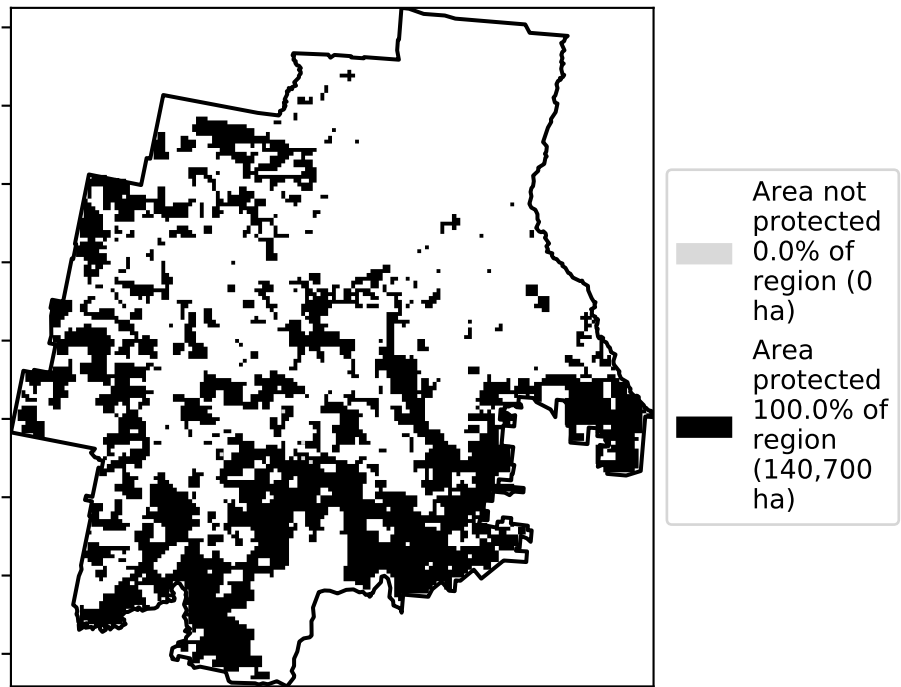 Area not
protected
0.0% of
region (0
ha)
Area
protected
100.0% of
region
(140,700
ha)